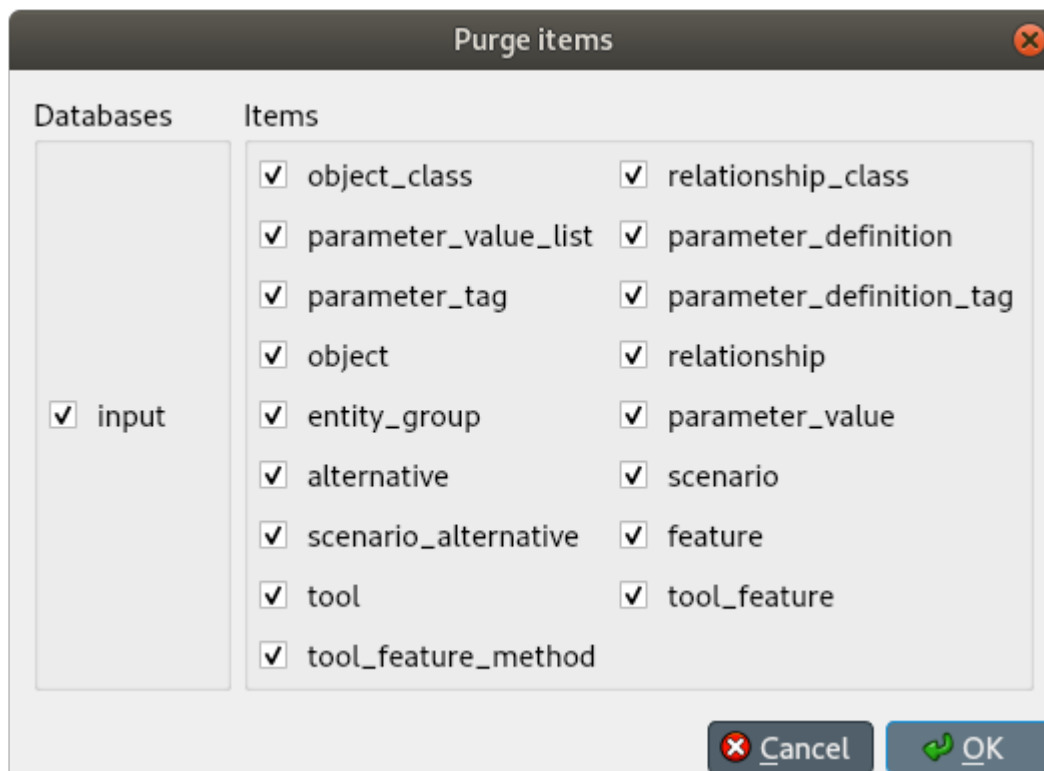 Purge items
Databases Items
object_class relationship_class
parameter_value_list parameter_definition
parameter_tag parameter_definition_tag
object relationship
input entity_group parameter_value
alternative scenario
scenario_alternative feature
tool tool_feature
tool_feature_method
Cancel OK